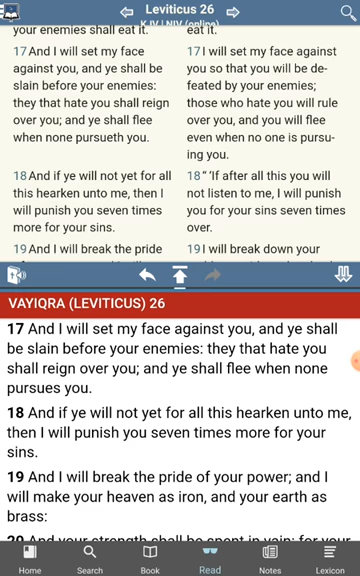 Leviticus 26
KJV | NIV (online)
your enemies shall eat it.
17 And I will set my face
against you, and ye shall be
slain before your enemies:
they that hate you shall reign
over you; and ye shall flee
when none pursueth you.
18 And if ye will not yet for all
this hearken unto me, then I
will punish you seven times
more for your sins.
19 And I will break the pride
eat it.
17 I will set my face against
you so that you will be de-
feated by your enemies;
those who hate you will rule
over you, and you will flee
even when no one is pursu-
ing you.
18 “ ‘If after all this you will
not listen to me, I will punish
you for your sins seven times
over.
19 I will break down your
VAYIQRA (LEVITICUS) 26
17 And I will set my face against you, and ye shall
be slain before your enemies: they that hate you
shall reign over you; and ye shall flee when none
pursues you.
18 And if ye will not yet for all this hearken unto me,
then I will punish you seven times more for your
sins.
19 And I will break the pride of your power; and I
will make your heaven as iron, and your earth as
brass:
20 And your strength shall be spent in vain: for your
Home
Search
Book
Read
Notes
Lexicon